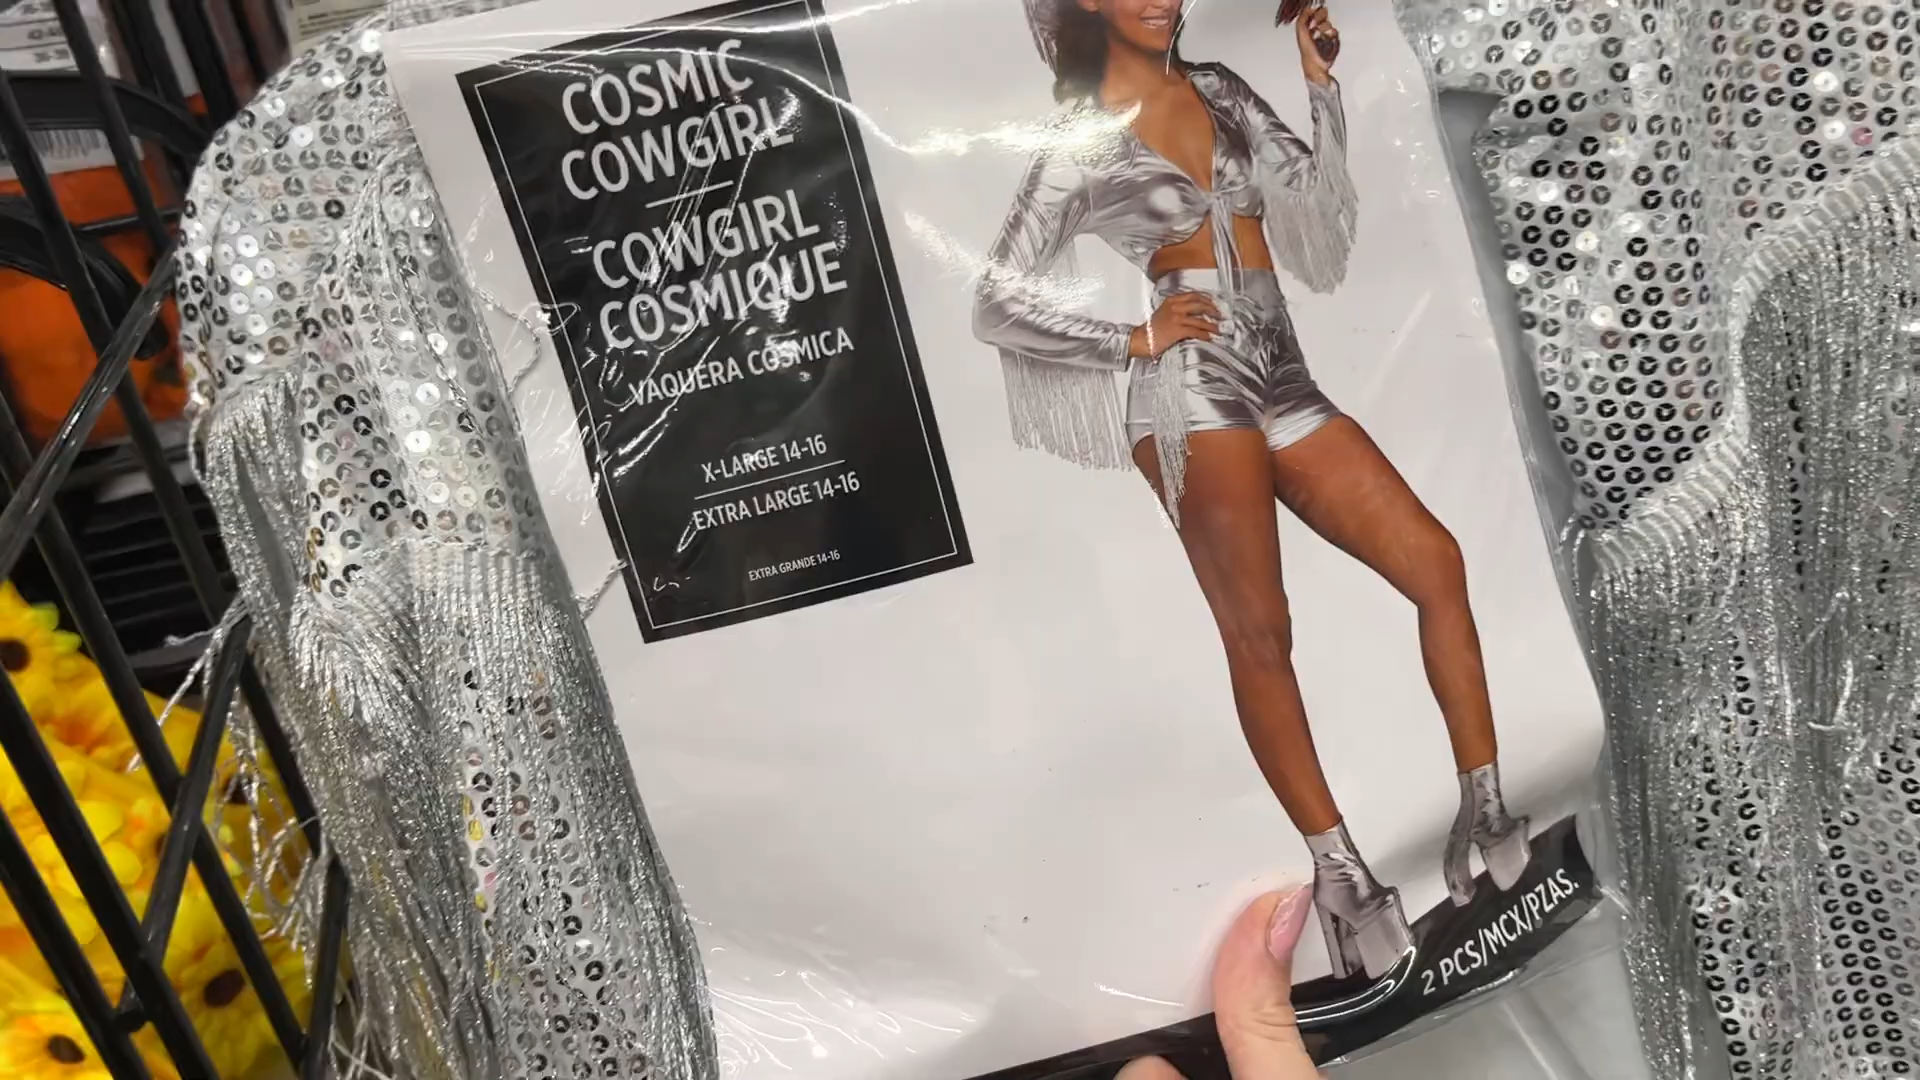 COSMIC
COWGIRL
COWGIRL
COSMIQUE
VAQUERA CÓSMICA
X-LARGE 14-16
EXTRA LARGE 14-16
EXTRA GRANDE 14-16
2 PCS/MCX/PZAS.